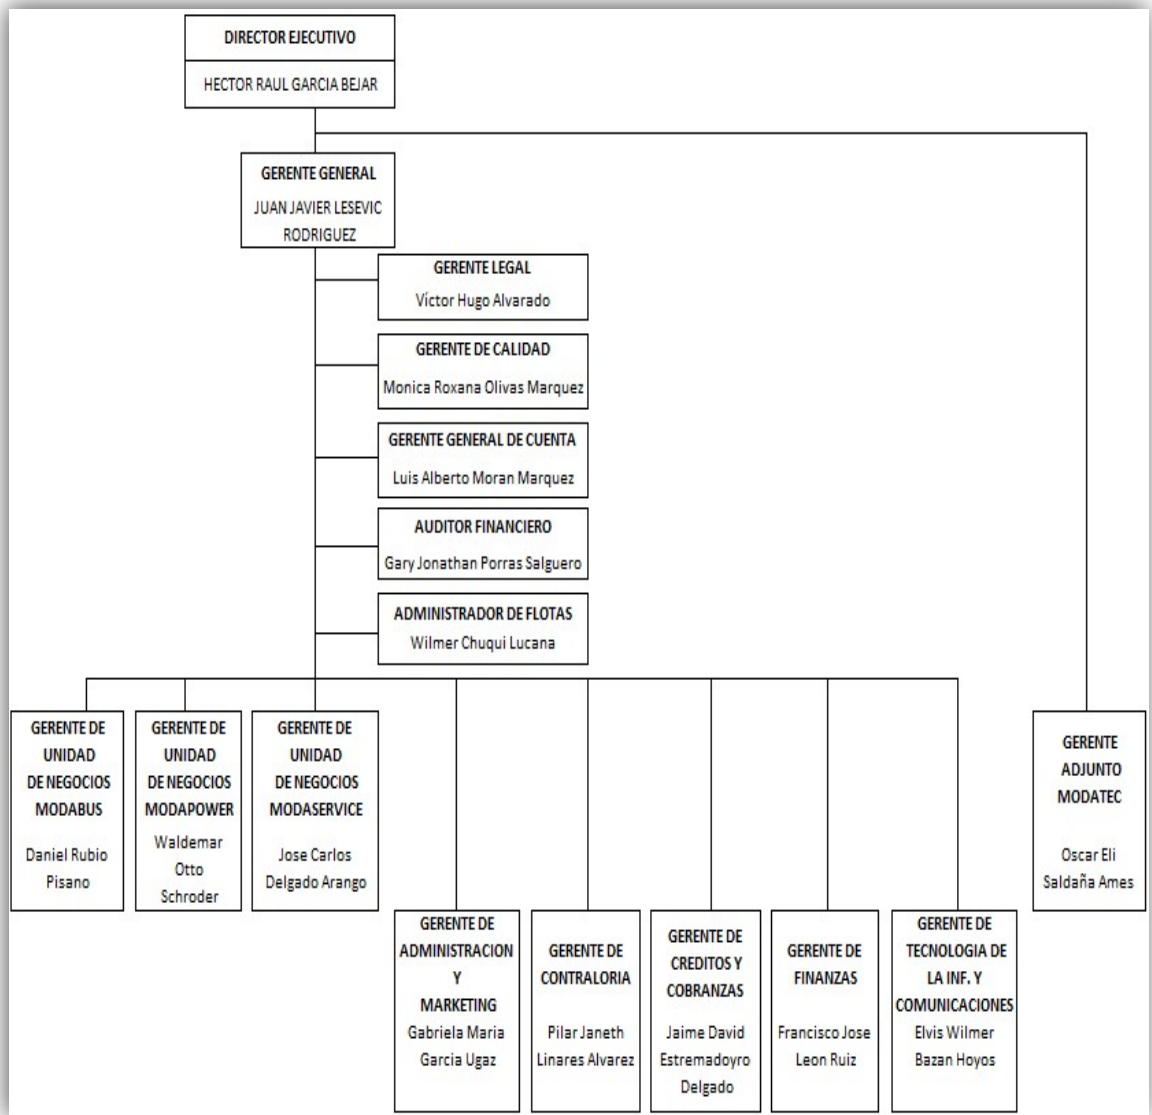 DIRECTOR EJECUTIVO
HECTOR RAUL GARCIA BEJAR
GERENTE GENERAL
JUAN JAVIER LESEVIC
RODRIGUEZ
GERENTE LEGAL
Víctor Hugo Alvarado
GERENTE DE CALIDAD
Monica Roxana Olivas Marquez
GERENTE GENERAL DE CUENTA
Luis Alberto Moran Marquez
AUDITOR FINANCIERO
Gary Jonathan Porras Salguero
ADMINISTRADOR DE FLOTAS
Wilmer Chuqui Lucana
GERENTE DE
UNIDAD
DE NEGOCIOS
MODABUS
Daniel Rubio
Pisano
GERENTE DE
UNIDAD
DE NEGOCIOS
MODAPOWER
Waldemar
Otto
Schroder
GERENTE DE
UNIDAD
DE NEGOCIOS
MODASERVICE
Jose Carlos
Delgado Arango
GERENTE
ADJUNTO
MODATEC
Oscar Eli
Saldaña Ames
GERENTE DE
ADMINISTRACION
Y
MARKETING
Gabriela Maria
Garcia Ugaz
GERENTE DE
CONTRALORIA
Pilar Janeth
Linares Alvarez
GERENTE DE
CREDITOS Y
COBRANZAS
Jaime David
Estremadoyro
Delgado
GERENTE DE
FINANZAS
Francisco Jose
Leon Ruiz
GERENTE DE
TECNOLOGIA DE
LA INF. Y
COMUNICACIONES
Elvis Wilmer
Bazan Hoyos